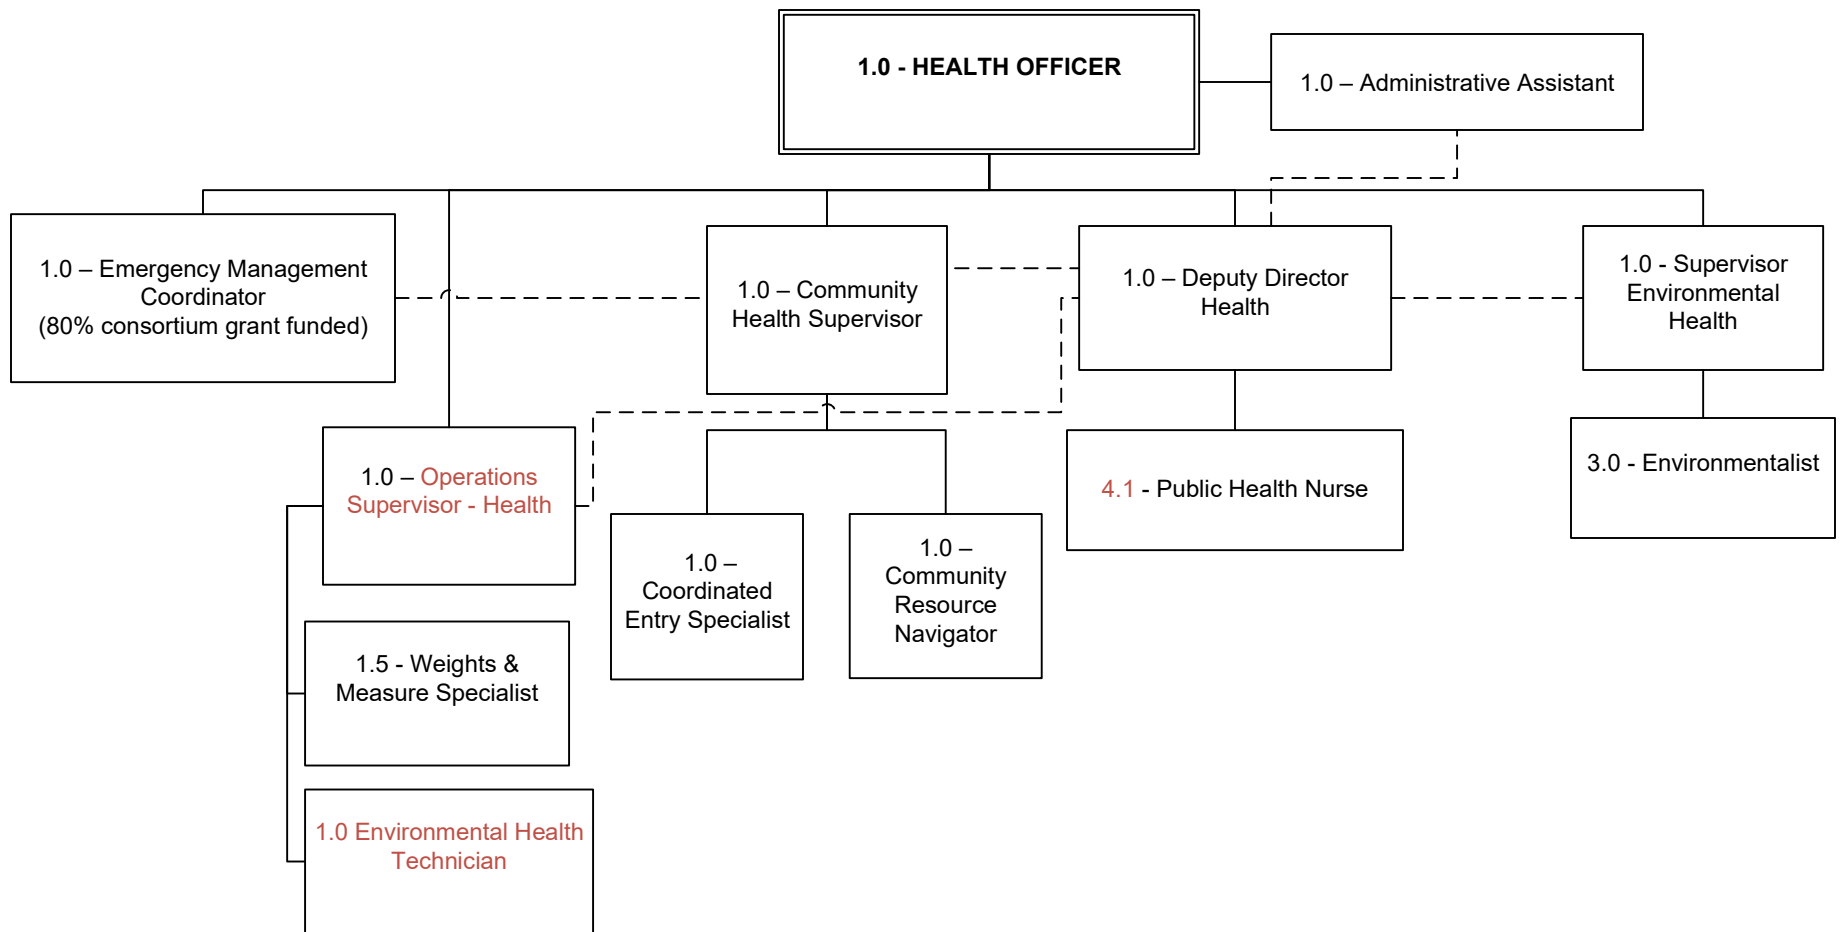 1.0 - HEALTH OFFICER
1.0 – Administrative Assistant
1.0 – Emergency Management
Coordinator
(80% consortium grant funded)
1.0 – Community
Health Supervisor
1.0 – Deputy Director
Health
1.0 - Supervisor
Environmental
Health
1.0 – Operations
Supervisor - Health
4.1 - Public Health Nurse
3.0 - Environmentalist
1.0 –
Coordinated
Entry Specialist
1.0 –
Community
Resource
Navigator
1.5 - Weights &
Measure Specialist
1.0 Environmental Health
Technician